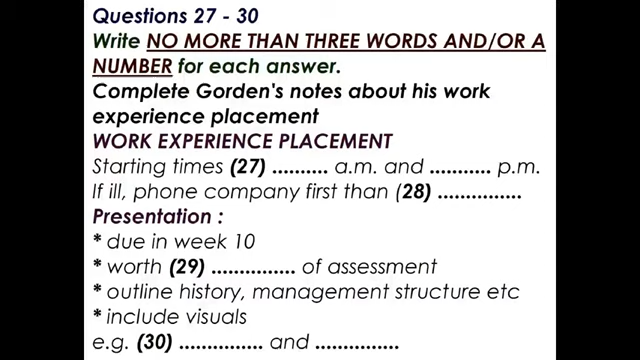 Questions 27 - 30
Write NO MORE THAN THREE WORDS AND/OR A
NUMBER for each answer.
Complete Gorden's notes about his work
experience placement
WORK EXPERIENCE PLACEMENT
Starting times (27) .......... a.m. and ........... p.m.
If ill, phone company first than (28) ...............
Presentation :
* due in week 10
* worth (29) ............... of assessment
* outline history, management structure etc
* include visuals
e.g. (30) ............... and ...............